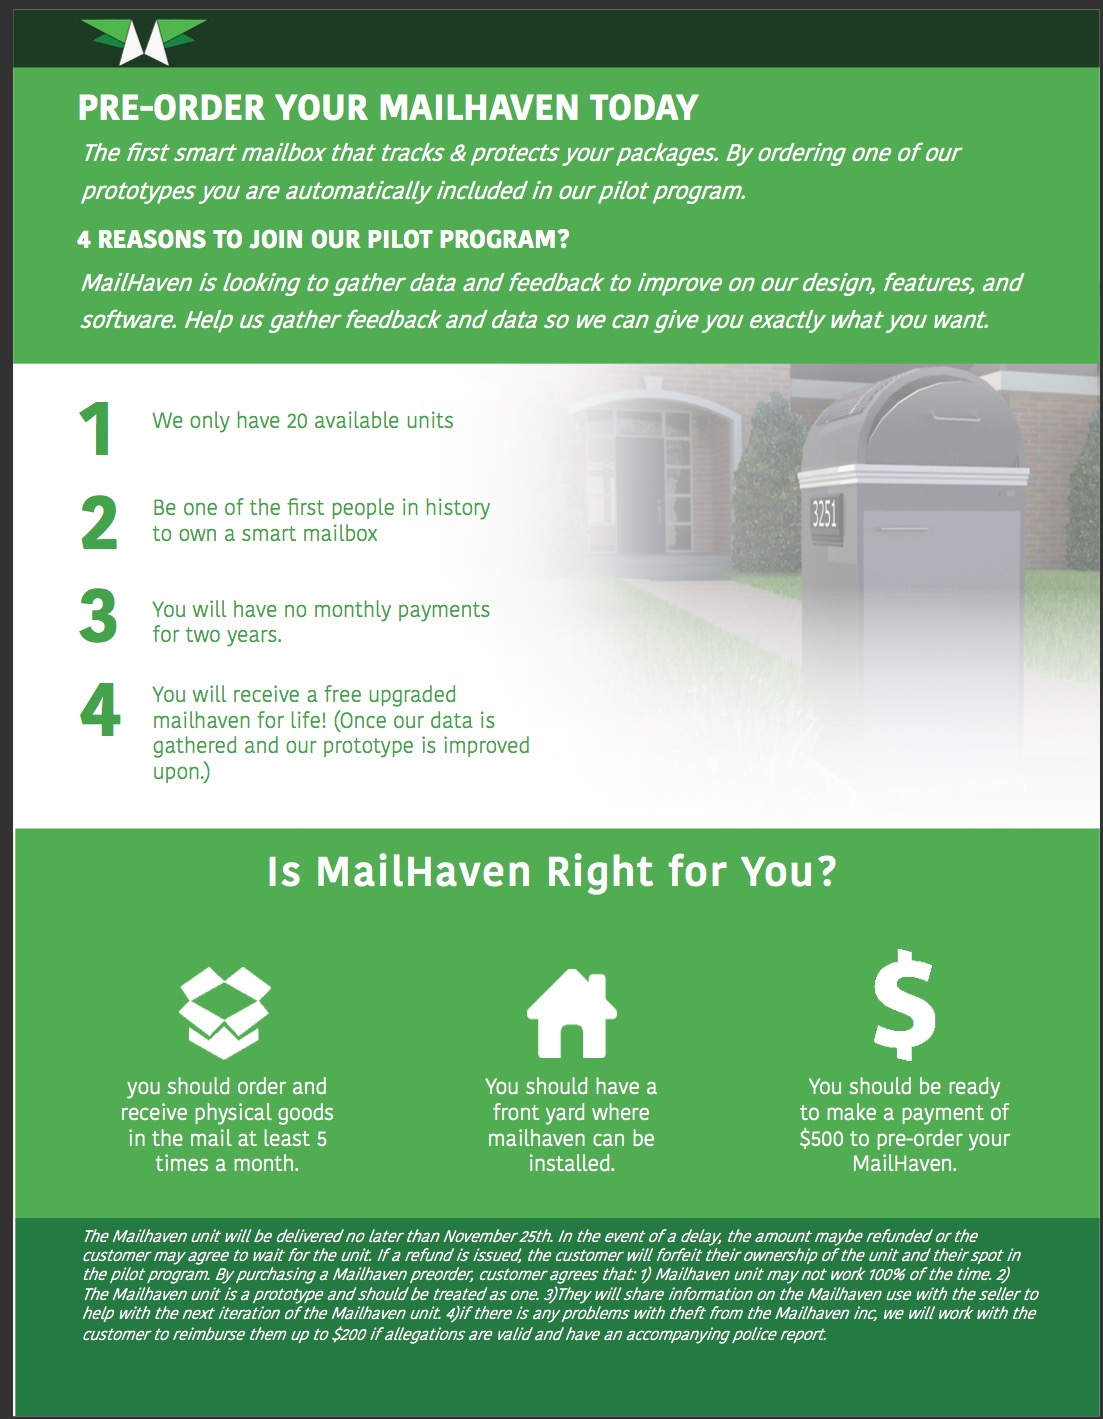 PRE-ORDER YOUR MAILHAVEN TODAY
The first smart mailbox that tracks & protects your packages. By ordering one of our
prototypes you are automatically included in our pilot program.
4 REASONS TO JOIN OUR PILOT PROGRAM?
MailHaven is looking to gather data and feedback to improve on our design, features, and
software. Help us gather feedback and data so we can give you exactly what you want.
1
We only have 20 available units
2
Be one of the first people in history
to own a smart mailbox
3
You will have no monthly payments
for two years.
4
You will receive a free upgraded
mailhaven for life! (Once our data is
gathered and our prototype is improved
upon.)
3251
Is MailHaven Right for You?
$
you should order and
receive physical goods
in the mail at least 5
times a month.
You should have a
front yard where
mailhaven can be
installed.
You should be ready
to make a payment of
$500 to pre-order your
MailHaven.
The Mailhaven unit will be delivered no later than November 25th. In the event of a delay, the amount maybe refunded or the
customer may agree to wait for the unit. If a refund is issued, the customer will forfeit their ownership of the unit and their spot in
the pilot program. By purchasing a Mailhaven preorder, customer agrees that: 1) Mailhaven unit may not work 100% of the time. 2)
The Mailhaven unit is a prototype and should be treated as one. 3)They will share information on the Mailhaven use with the seller to
help with the next iteration of the Mailhaven unit. 4)if there is any problems with theft from the Mailhaven inc, we will work with the
customer to reimburse them up to $200 if allegations are valid and have an accompanying police report.